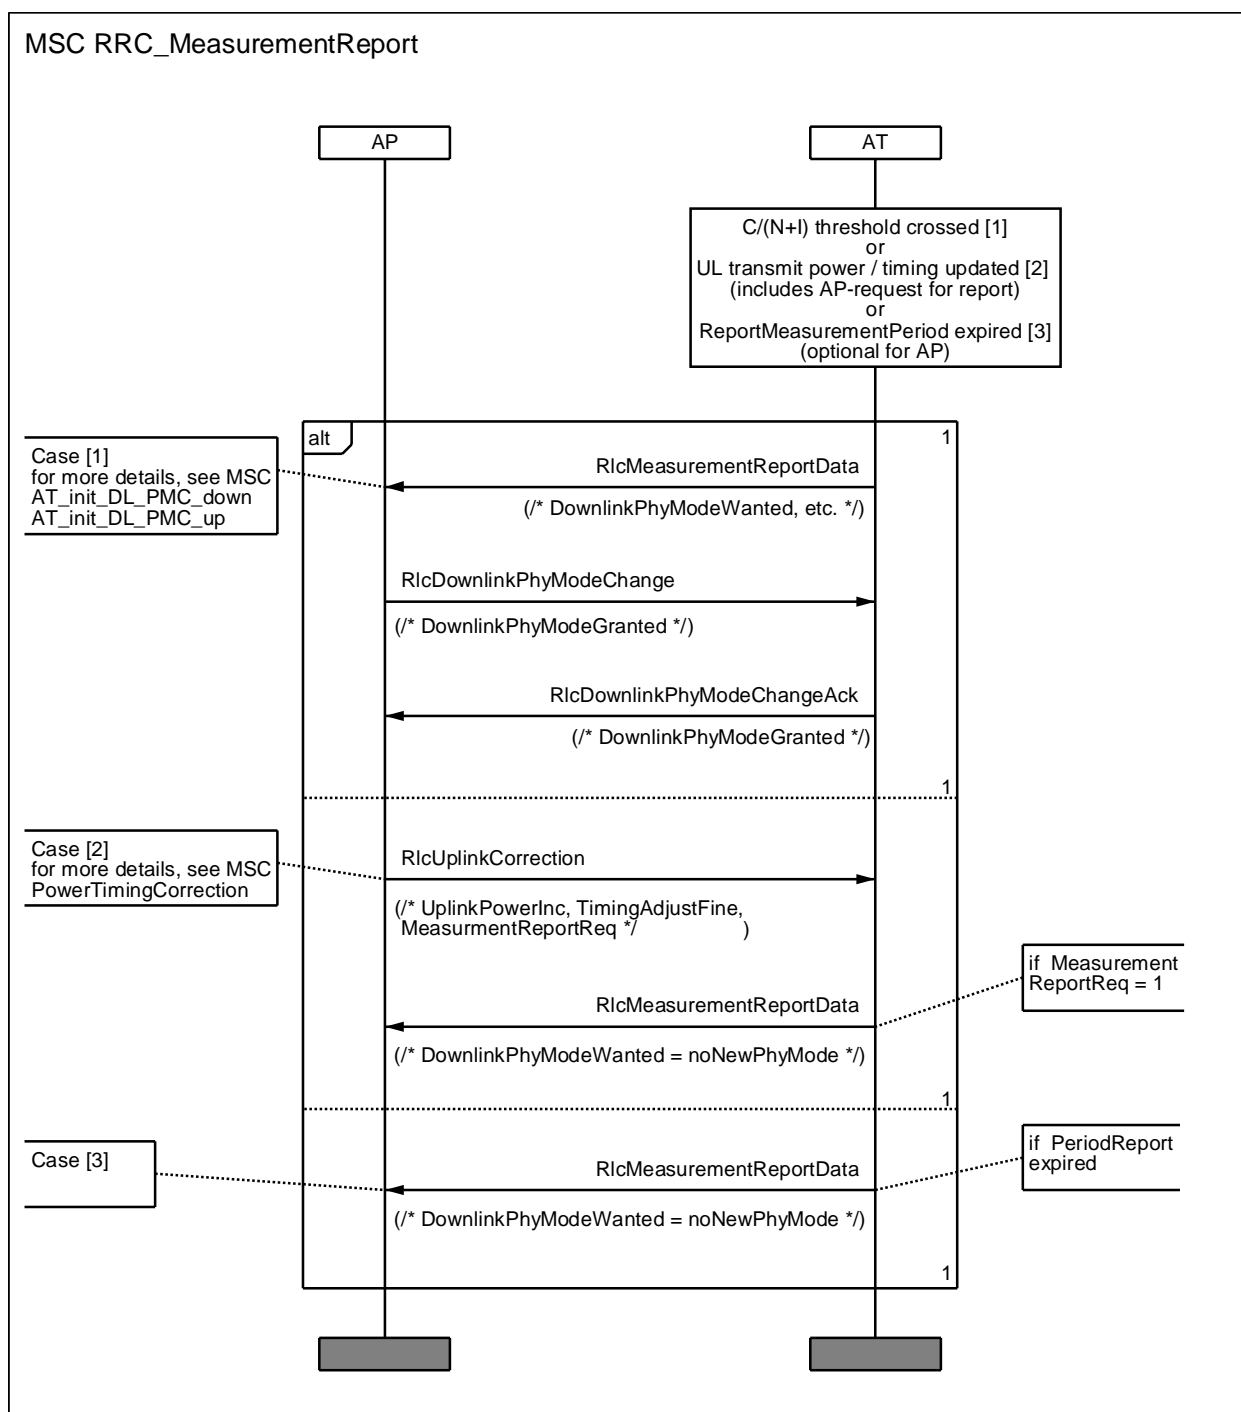 MSC RRC_MeasurementReport
AP
AT
C/(N+I) threshold crossed [1]
or
UL transmit power / timing updated [2]
(includes AP-request for report)
or
ReportMeasurementPeriod expired [3]
(optional for AP)
alt
1
Case [1]
for more details, see MSC
AT_init_DL_PMC_down
AT_init_DL_PMC_up
RlcMeasurementReportData
(/* DownlinkPhyModeWanted, etc. */)
RlcDownlinkPhyModeChange
(/* DownlinkPhyModeGranted */)
RlcDownlinkPhyModeChangeAck
(/* DownlinkPhyModeGranted */)
1
Case [2]
for more details, see MSC
PowerTimingCorrection
RlcUplinkCorrection
(/* UplinkPowerInc, TimingAdjustFine,
MeasurmentReportReq */ )
if Measurement
ReportReq = 1
RlcMeasurementReportData
(/* DownlinkPhyModeWanted = noNewPhyMode */)
1
Case [3]
if PeriodReport
expired
RlcMeasurementReportData
(/* DownlinkPhyModeWanted = noNewPhyMode */)
1